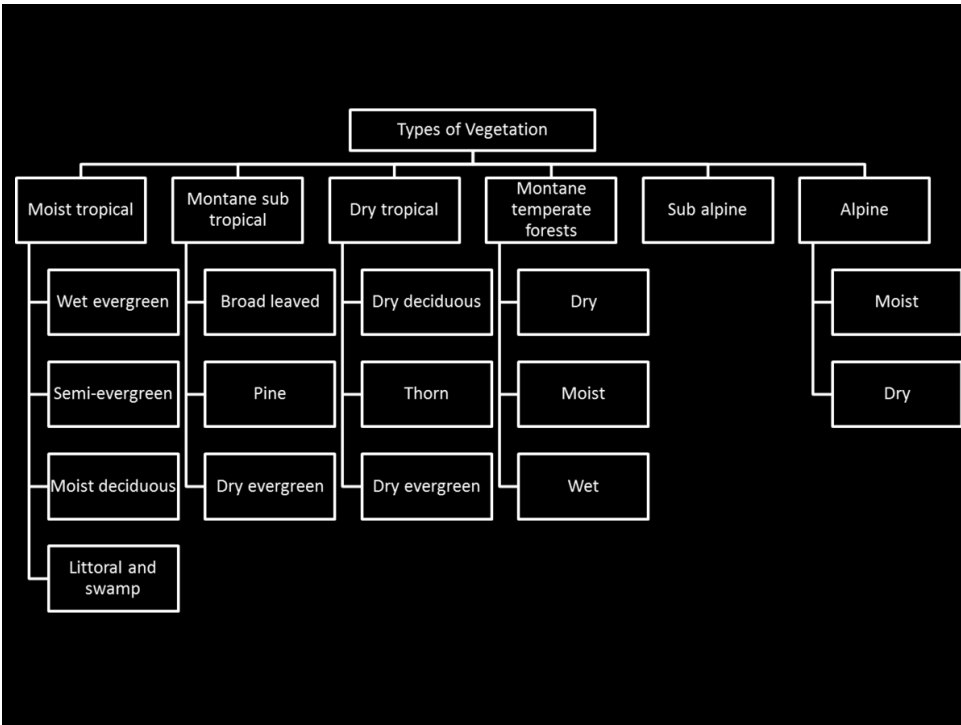 Types of Vegetation
Moist tropical
Wet evergreen
Semi-evergreen
Moist deciduous
Littoral and
swamp
Montane sub
tropical
Broad leaved
Pine
Dry evergreen
Dry tropical
Dry deciduous
Thorn
Dry evergreen
Montane
temperate
forests
Dry
Moist
Wet
Sub alpine
Alpine
Moist
Dry